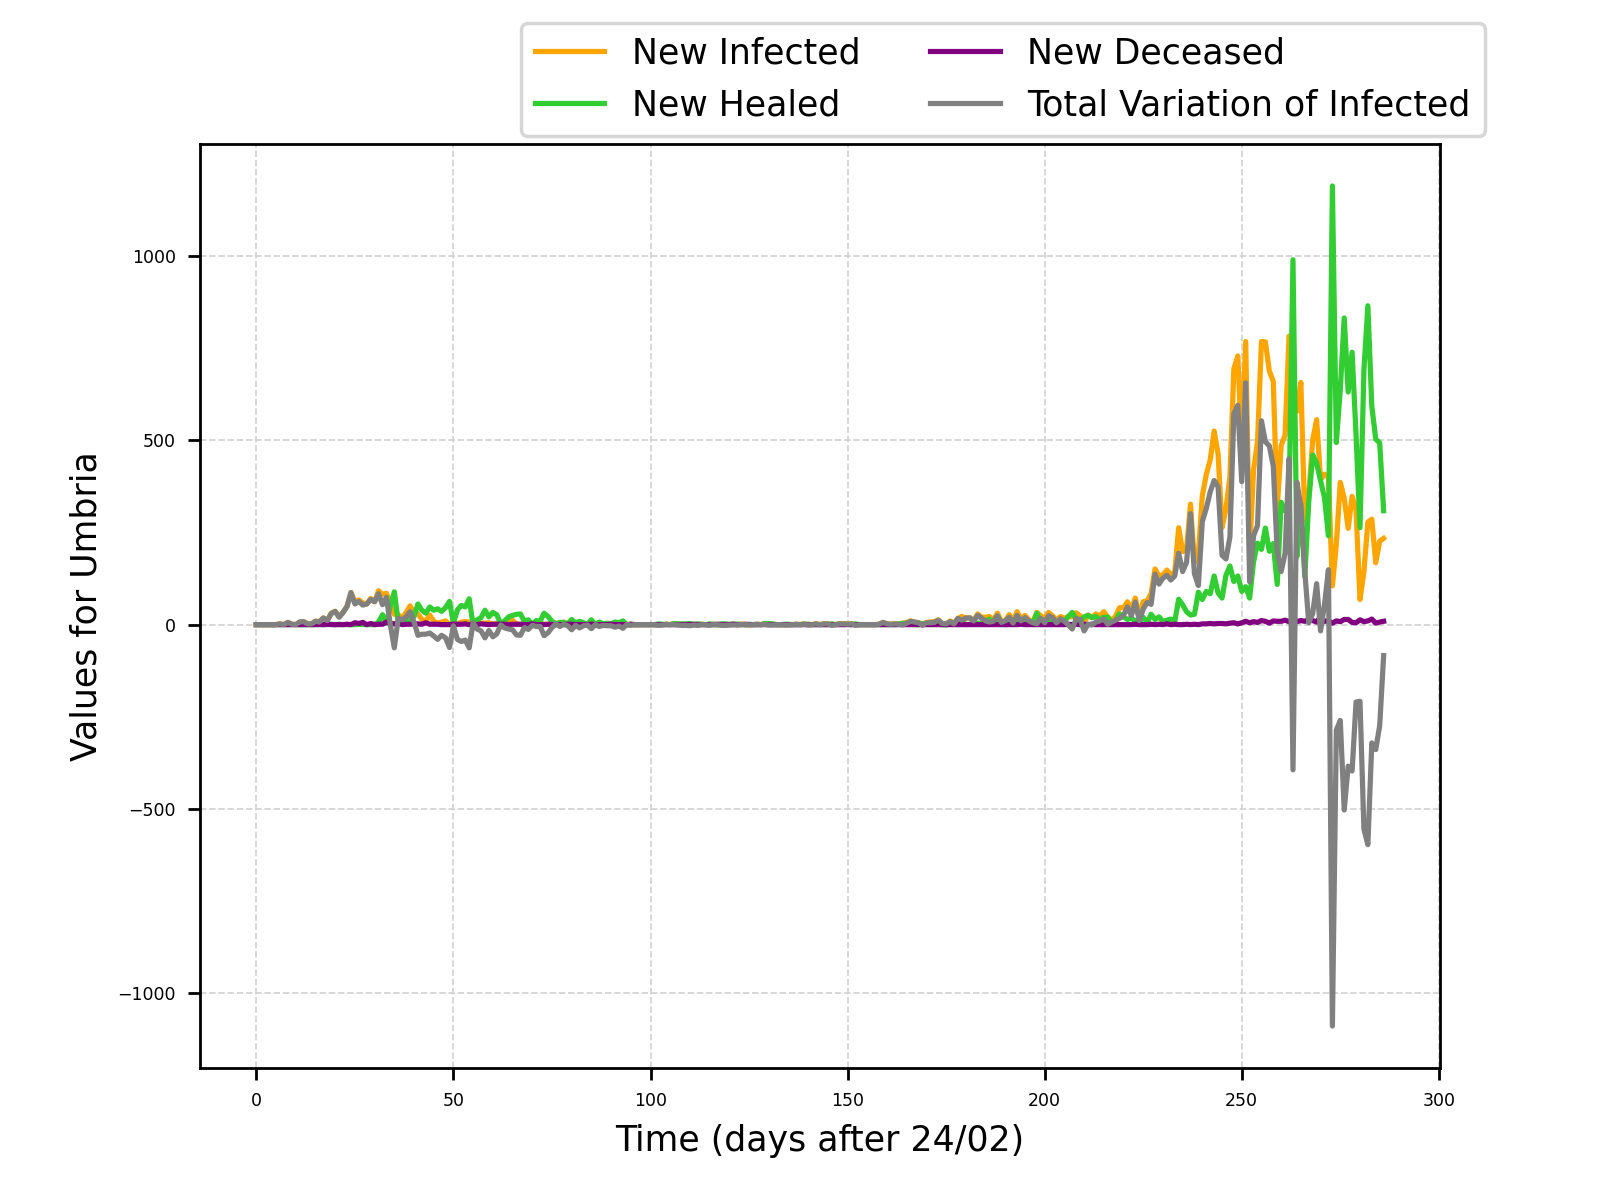 New Infected New Deceased
New Healed Total Variation of Infected
1000
500
0
−500
−1000
Values for Umbria
0 50 100 150 200 250 300
Time (days after 24/02)